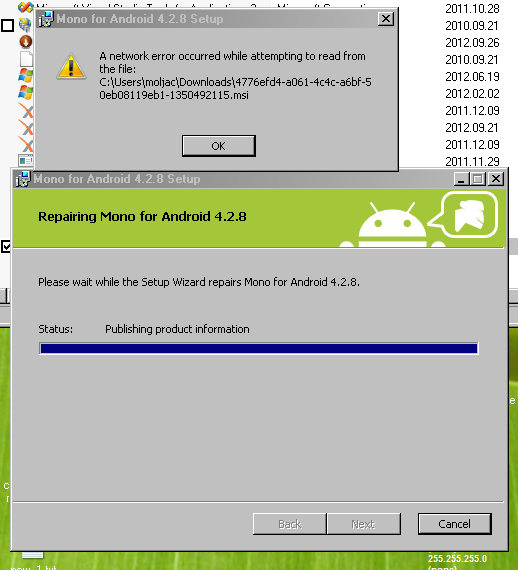 Mono for Android 4.2.8 Setup
A network error occurred while attempting to read from
the file:
C:\Users\moljac\Downloads\4776efd4-a061-4c4c-a6bf-5
0eb08119eb1-1350492115.msi
OK
2011.10.28
2010.09.21
2012.09.26
2010.09.21
2012.06.19
2012.02.02
2011.12.09
2012.09.21
2011.12.09
2011.11.29
Mono for Android 4.2.8 Setup
Repairing Mono for Android 4.2.8
Please wait while the Setup Wizard repairs Mono for Android 4.2.8.
Status: Publishing product information
Back
Next
Cancel
255.255.255.0